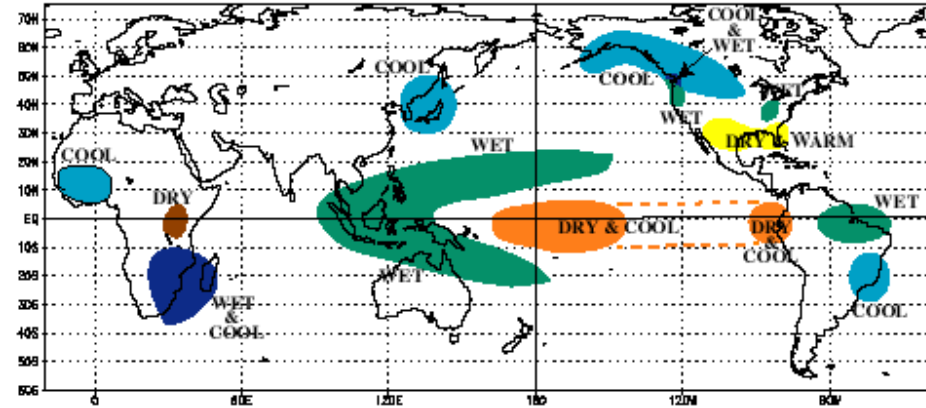 70N
60N
50N
40N
30N
20N
10N
EQ
10S
20S
30S
40S
50S
60S
0
60E
120E
180
120W
60W
COOL
DRY
WET
&
COOL
COOL
WET
WET
DRY & COOL
COOL
&
WET
COOL
WET
WET
DRY & WARM
DRY
&
COOL
WET
COOL